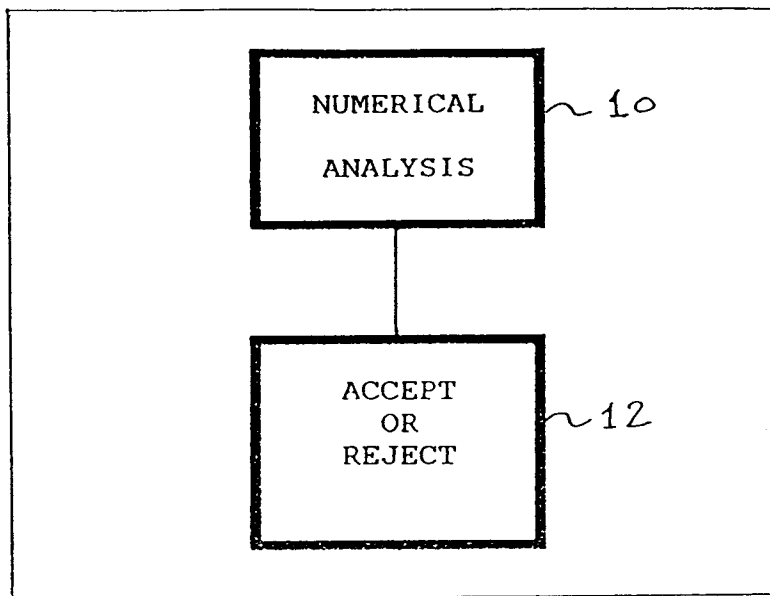 NUMERICAL
ANALYSIS
10
ACCEPT
OR
REJECT
12